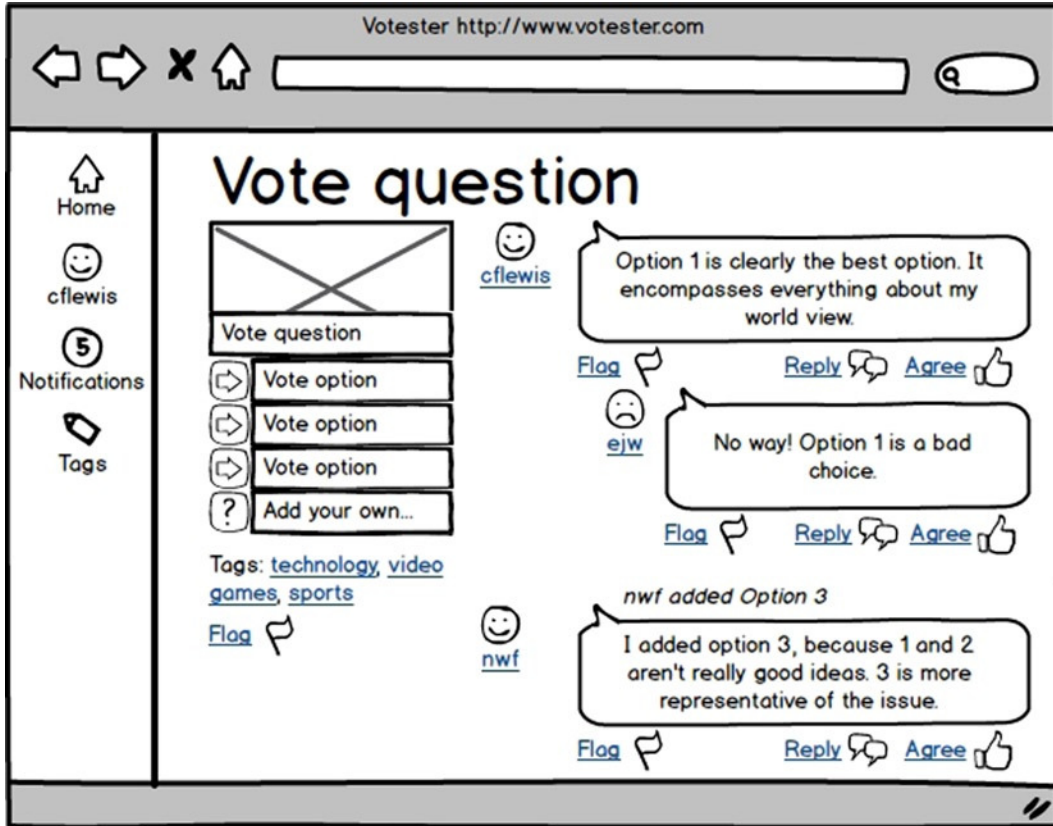 Votester http://www.votester.com
Home
cflewis
5
Notifications
Tags
Vote question
Vote question
Vote option
Vote option
Vote option
?
Add your own...
Tags: technology, video
games, sports
Flag
cflewis
Option 1 is clearly the best option. It
encompasses everything about my
world view.
Flag
Reply
Agree
ejw
No way! Option 1 is a bad
choice.
Flag
Reply
Agree
nwf added Option 3
nwf
I added option 3, because 1 and 2
aren't really good ideas. 3 is more
representative of the issue.
Flag
Reply
Agree